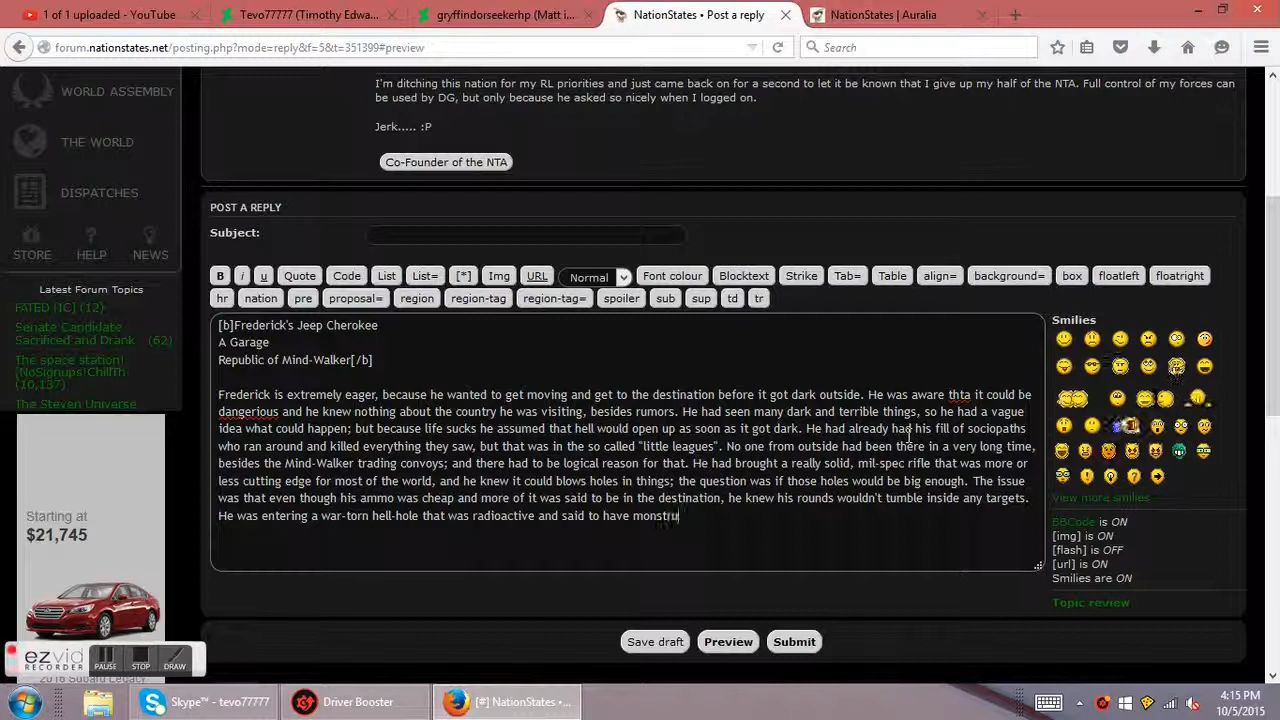 1 of 1 uploaded - YouTube
Tevo77777 (Timothy Edwa...
gryffindorseekerhp (Matt i...
NationStates • Post a reply
NationStates | Auralia
forum.nationstates.net/posting.php?mode=reply&f=5&t=351399#preview
Search
WORLD ASSEMBLY
THE WORLD
DISPATCHES
STORE HELP NEWS
Latest Forum Topics
FATED [IC] (12)
Senate Candidate
Sacrificed and Drank (62)
The space station!
[NoSignups!ChillTh
(10,137)
The Steven Universe
Starting at
$21,745
2016 Subaru Legacy
ezvid
RECORDER
PAUSE STOP DRAW
I'm ditching this nation for my RL priorities and just came back on for a second to let it be known that I give up my half of the NTA. Full control of my forces can
be used by DG, but only because he asked so nicely when I logged on.
Jerk..... :P
Co-Founder of the NTA
POST A REPLY
Subject:
B i u Quote Code List List= [*] Img URL Normal Font colour Blocktext Strike Tab= Table align= background= box floatleft floatright
hr nation pre proposal= region region-tag region-tag= spoiler sub sup td tr
[b]Frederick's Jeep Cherokee
A Garage
Republic of Mind-Walker[/b]
Frederick is extremely eager, because he wanted to get moving and get to the destination before it got dark outside. He was aware thta it could be
dangerious and he knew nothing about the country he was visiting, besides rumors. He had seen many dark and terrible things, so he had a vague
idea what could happen; but because life sucks he assumed that hell would open up as soon as it got dark. He had already had his fill of sociopaths
who ran around and killed everything they saw, but that was in the so called "little leagues". No one from outside had been there in a very long time,
besides the Mind-Walker trading convoys; and there had to be logical reason for that. He had brought a really solid, mil-spec rifle that was more or
less cutting edge for most of the world, and he knew it could blows holes in things; the question was if those holes would be big enough. The issue
was that even though his ammo was cheap and more of it was said to be in the destination, he knew his rounds wouldn't tumble inside any targets.
He was entering a war-torn hell-hole that was radioactive and said to have monstru
Smilies
View more smilies
BBCode is ON
[img] is ON
[flash] is OFF
[url] is ON
Smilies are ON
Topic review
Save draft Preview Submit
Skype™ - tevo77777
Driver Booster
[*] NationStates •...
4:15 PM
10/5/2015